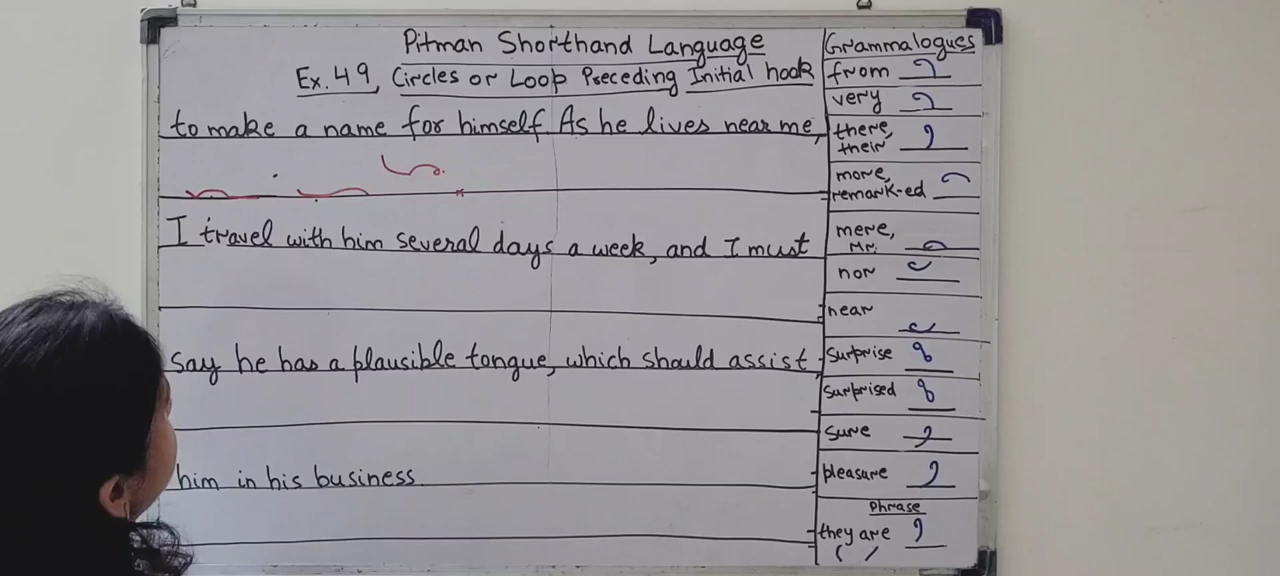 Pitman Shorthand Language
Ex. 49, Circles or Loop Preceding Initial hook
to make a name for himself. As he lives near me,
I travel with him several days a week, and I must
say he has a plausible tongue, which should assist
him in his business
Grammalogues
from
very
there,
their
more,
remark-ed
mere,
Mr.
nor
near
Surprise
Surprised
Sure
pleasure
Phrase
they are